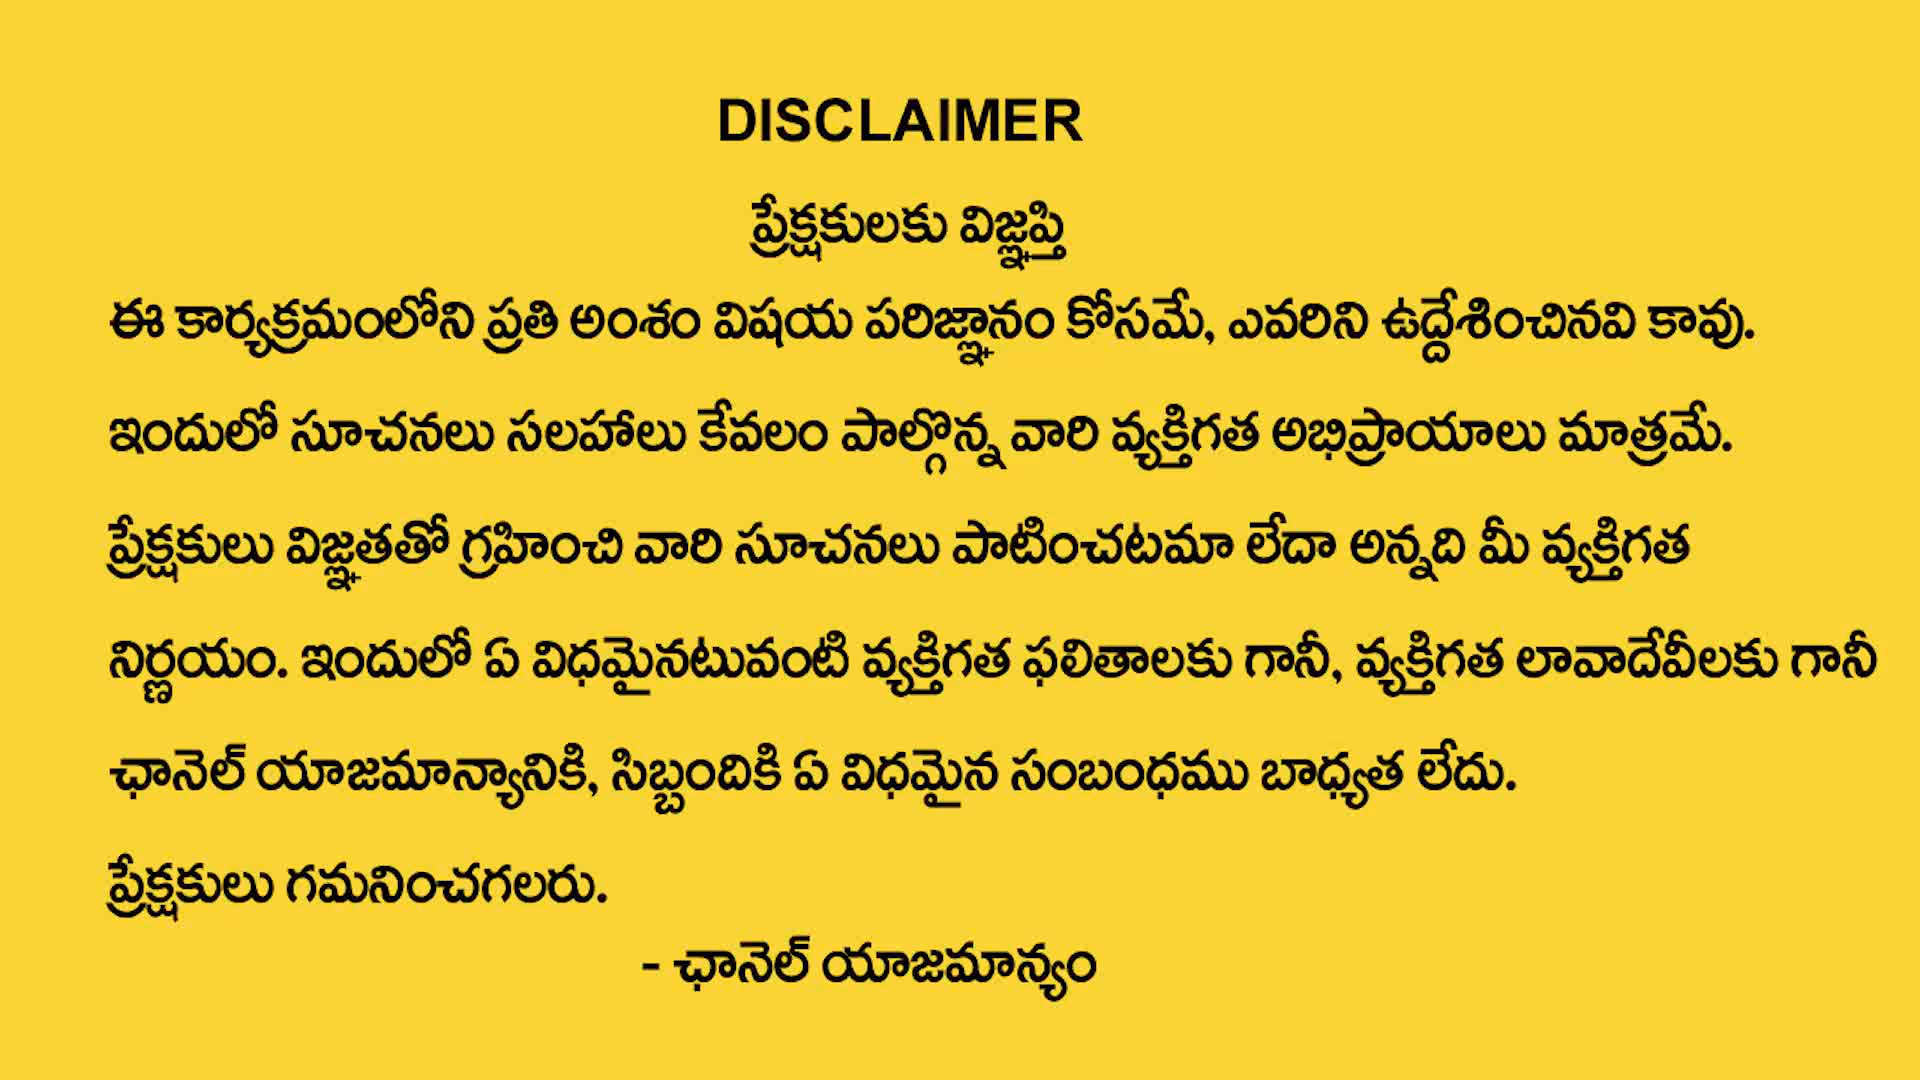 DISCLAIMER
ప్రేక్షకులకు విజ్ఞప్తి
ఈ కార్యక్రమంలోని ప్రతి అంశం విషయ పరిజ్ఞానం కోసమే, ఎవరిని ఉద్దేశించినవి కావు.
ఇందులో సూచనలు సలహాలు కేవలం పాల్గొన్న వారి వ్యక్తిగత అభిప్రాయాలు మాత్రమే.
ప్రేక్షకులు విజ్ఞతతో గ్రహించి వారి సూచనలు పాటించటమా లేదా అన్నది మీ వ్యక్తిగత
నిర్ణయం. ఇందులో ఏ విధమైనటువంటి వ్యక్తిగత ఫలితాలకు గానీ, వ్యక్తిగత లావాదేవీలకు గానీ
ఛానెల్ యాజమాన్యానికి, సిబ్బందికి ఏ విధమైన సంబంధము బాధ్యత లేదు.
ప్రేక్షకులు గమనించగలరు.
- ఛానెల్ యాజమాన్యం